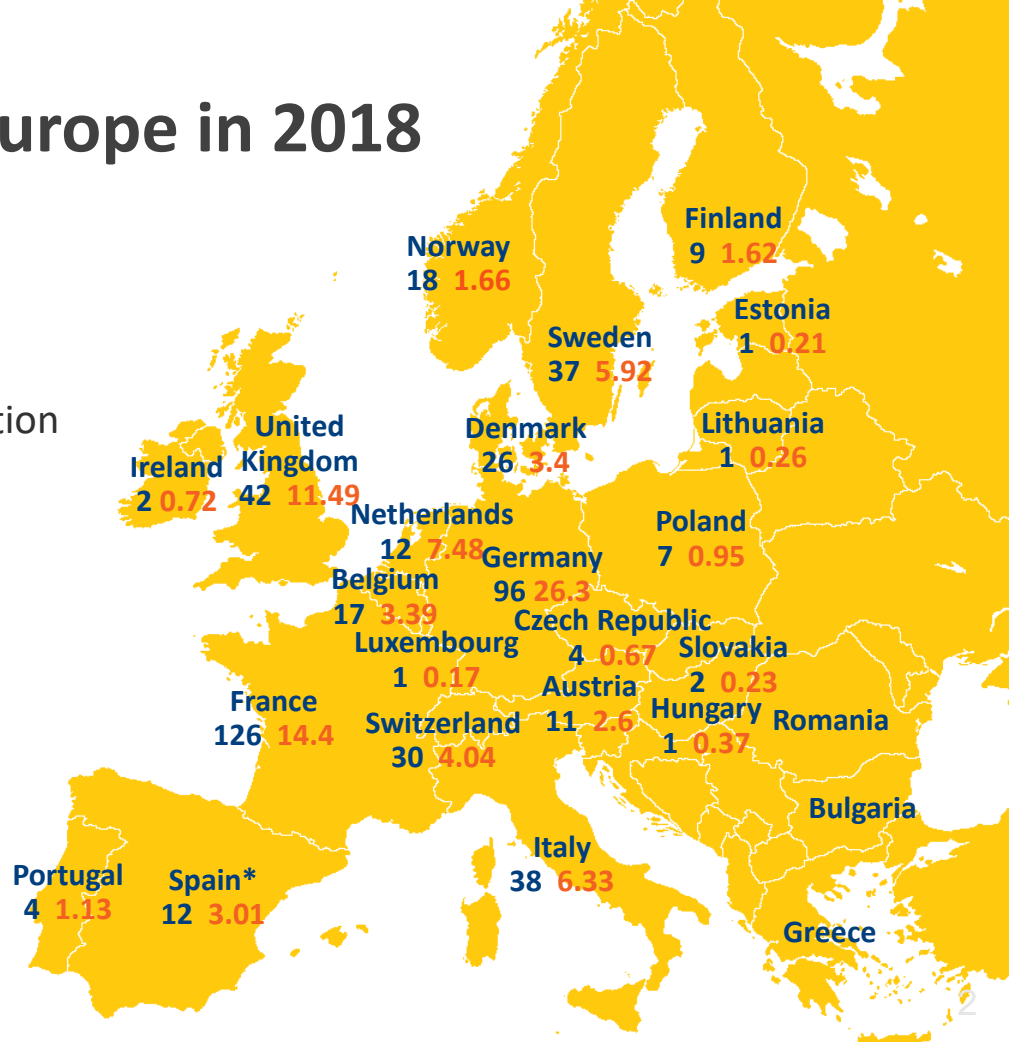 urope in 2018
Finland
9 1.62
Norway
18 1.66
Estonia
1 0.21
Sweden
37 5.92
tion
United
Kingdom
42 11.49
Denmark
26 3.4
Lithuania
1 0.26
Ireland
2 0.72
Netherlands
12 7.48
Poland
7 0.95
Germany
96 26.3
Belgium
17 3.39
Czech Republic
4 0.67
Luxembourg
1 0.17
Slovakia
2 0.23
Austria
11 2.6
France
126 14.4
Switzerland
30 4.04
Hungary
1 0.37
Romania
Bulgaria
Italy
38 6.33
Portugal
4 1.13
Spain*
12 3.01
Greece
2